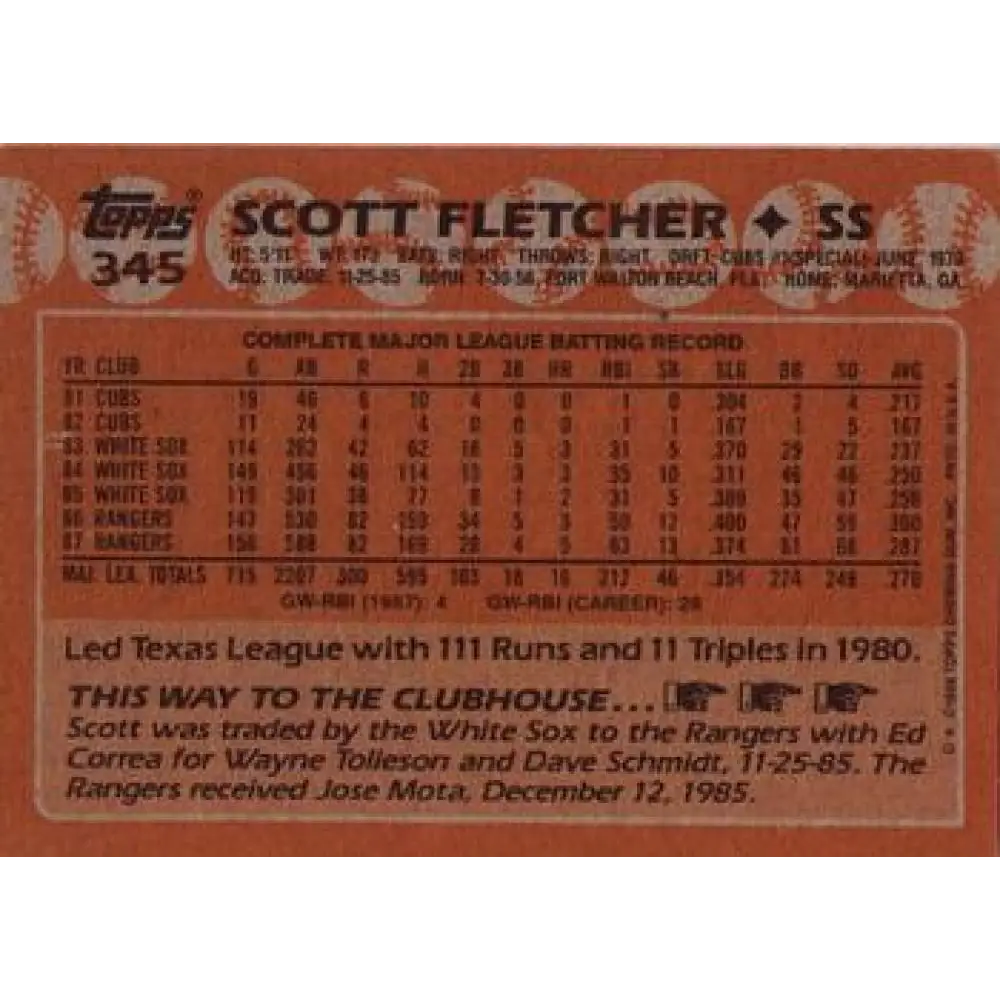 Topps® SCOTT FLETCHER ✦ SS
345 HT: 5'11" WT: 173 BATS: RIGHT THROWS: RIGHT DRFT: CUBS #1-SPECIAL-JUNE, 1979
ACQ: TRADE, 11-25-85 BORN: 7-30-58, FORT WALTON BEACH, FLA. HOME: MARIETTA, GA.
COMPLETE MAJOR LEAGUE BATTING RECORD
YR CLUB G AB R H 2B 3B HR RBI SB SLG BB SO AVG
81 CUBS 19 46 6 10 4 0 0 1 0 .304 2 4 .217
82 CUBS 11 24 4 4 0 0 0 1 1 .167 1 5 .167
83 WHITE SOX 114 262 42 62 16 5 3 31 5 .370 29 22 .237
84 WHITE SOX 149 456 46 114 13 3 3 35 10 .311 46 46 .250
85 WHITE SOX 119 301 38 77 8 1 2 31 5 .309 35 47 .256
86 RANGERS 147 530 82 159 34 5 3 50 12 .400 47 59 .300
87 RANGERS 156 588 82 169 28 4 5 63 13 .374 61 66 .287
MAJ. LEA. TOTALS 715 2207 300 595 103 18 16 212 46 .354 224 249 .270
GW-RBI (1987): 4 GW-RBI (CAREER): 28
Led Texas League with 111 Runs and 11 Triples in 1980.
THIS WAY TO THE CLUBHOUSE...
Scott was traded by the White Sox to the Rangers with Ed
Correa for Wayne Tolleson and Dave Schmidt, 11-25-85. The
Rangers received Jose Mota, December 12, 1985.